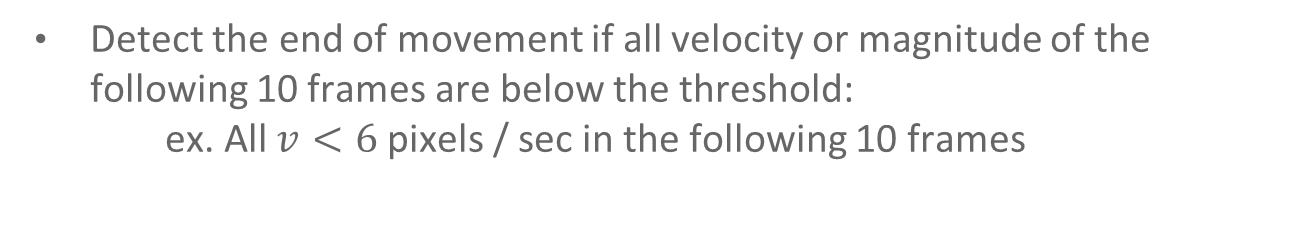 • Detect the end of movement if all velocity or magnitude of the
following 10 frames are below the threshold:
ex. All v < 6 pixels / sec in the following 10 frames